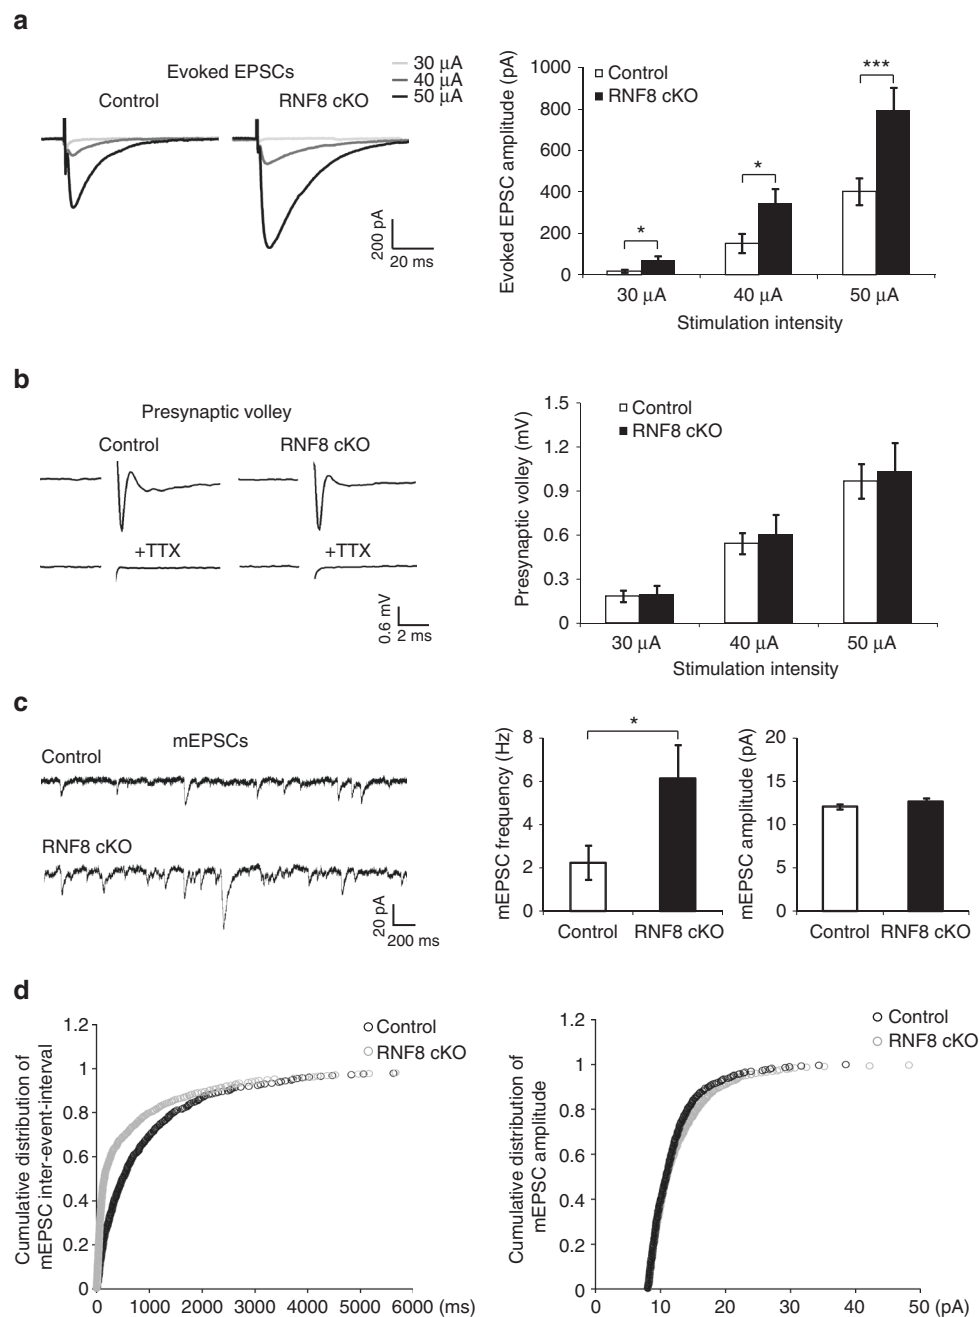 a
Evoked EPSCs
30 μA
40 μA
50 μA
Control
RNF8 cKO
200 pA
20 ms
Evoked EPSC amplitude (pA)
1000
800
600
400
200
0
Control
RNF8 cKO
*
*
***
30 μA
40 μA
50 μA
Stimulation intensity
b
Presynaptic volley
Control
RNF8 cKO
+TTX
+TTX
0.6 mV
2 ms
Presynaptic volley (mV)
1.5
1.2
0.9
0.6
0.3
0
Control
RNF8 cKO
30 μA
40 μA
50 μA
Stimulation intensity
c
mEPSCs
Control
RNF8 cKO
20 pA
200 ms
mEPSC frequency (Hz)
8
6
4
2
0
*
Control
RNF8 cKO
mEPSC amplitude (pA)
20
15
10
5
0
Control
RNF8 cKO
d
Cumulative distribution of
mEPSC inter-event-interval
1.2
1
0.8
0.6
0.4
0.2
0
Control
RNF8 cKO
0
1000
2000
3000
4000
5000
6000
(ms)
Cumulative distribution of
mEPSC amplitude
1.2
1
0.8
0.6
0.4
0.2
0
Control
RNF8 cKO
0
10
20
30
40
50
(pA)